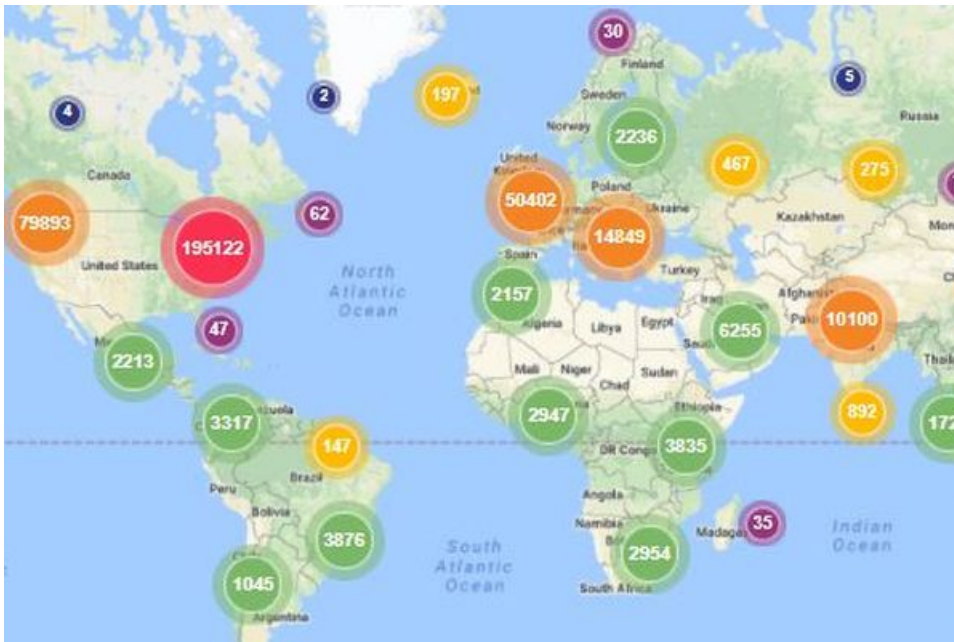 30
Finland
5
4
2
197
Sweden
Russia
Norway
2236
United
467
275
Canada
Poland
50402
62
79893
Ukraine
Kazakhstan
14849
195122
United States
Spain
Turkey
North
Atlantic
Ocean
2157
Iraq
Algeria
Libya
Egypt
6255
10100
47
2213
Mali
Niger
Chad
Sudan
3317
2947
Ethiopia
892
172
3835
147
DR Congo
Brazil
Peru
Angola
Bolivia
35
Indian
Ocean
Namibia
3876
South
Atlantic
Ocean
2954
1045
South Africa
Argentina